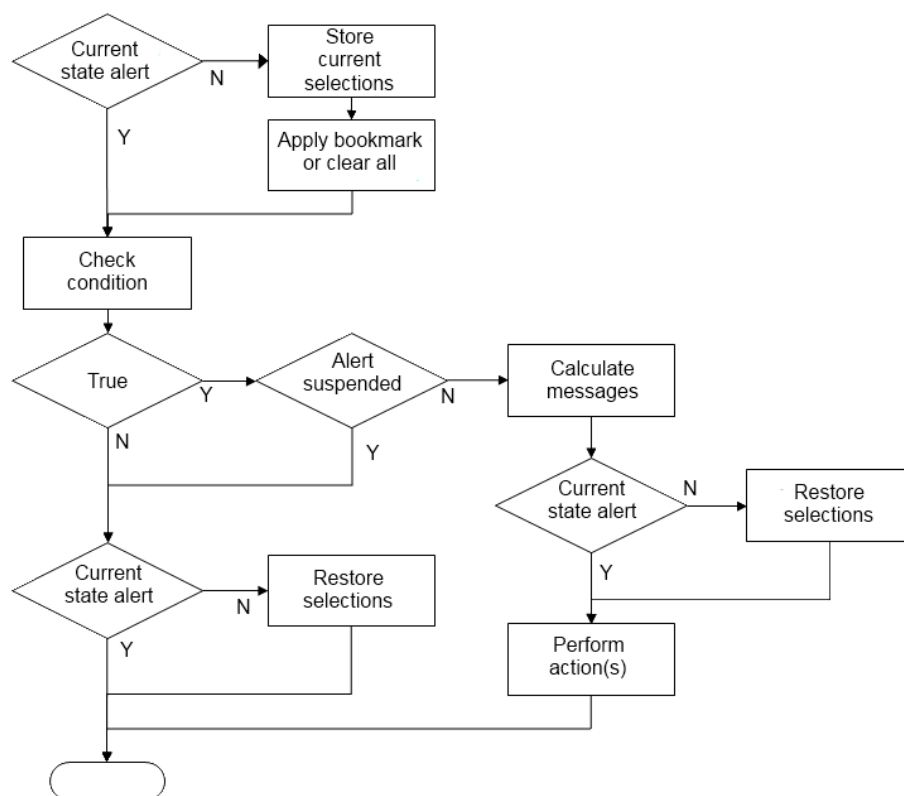 Current
state alert
N
Store
current
selections
Y
Apply bookmark
or clear all
Check
condition
True
Y
Alert
suspended
N
Calculate
messages
N
Y
Current
state alert
N
Restore
selections
Current
state alert
N
Restore
selections
Y
Y
Perform
action(s)